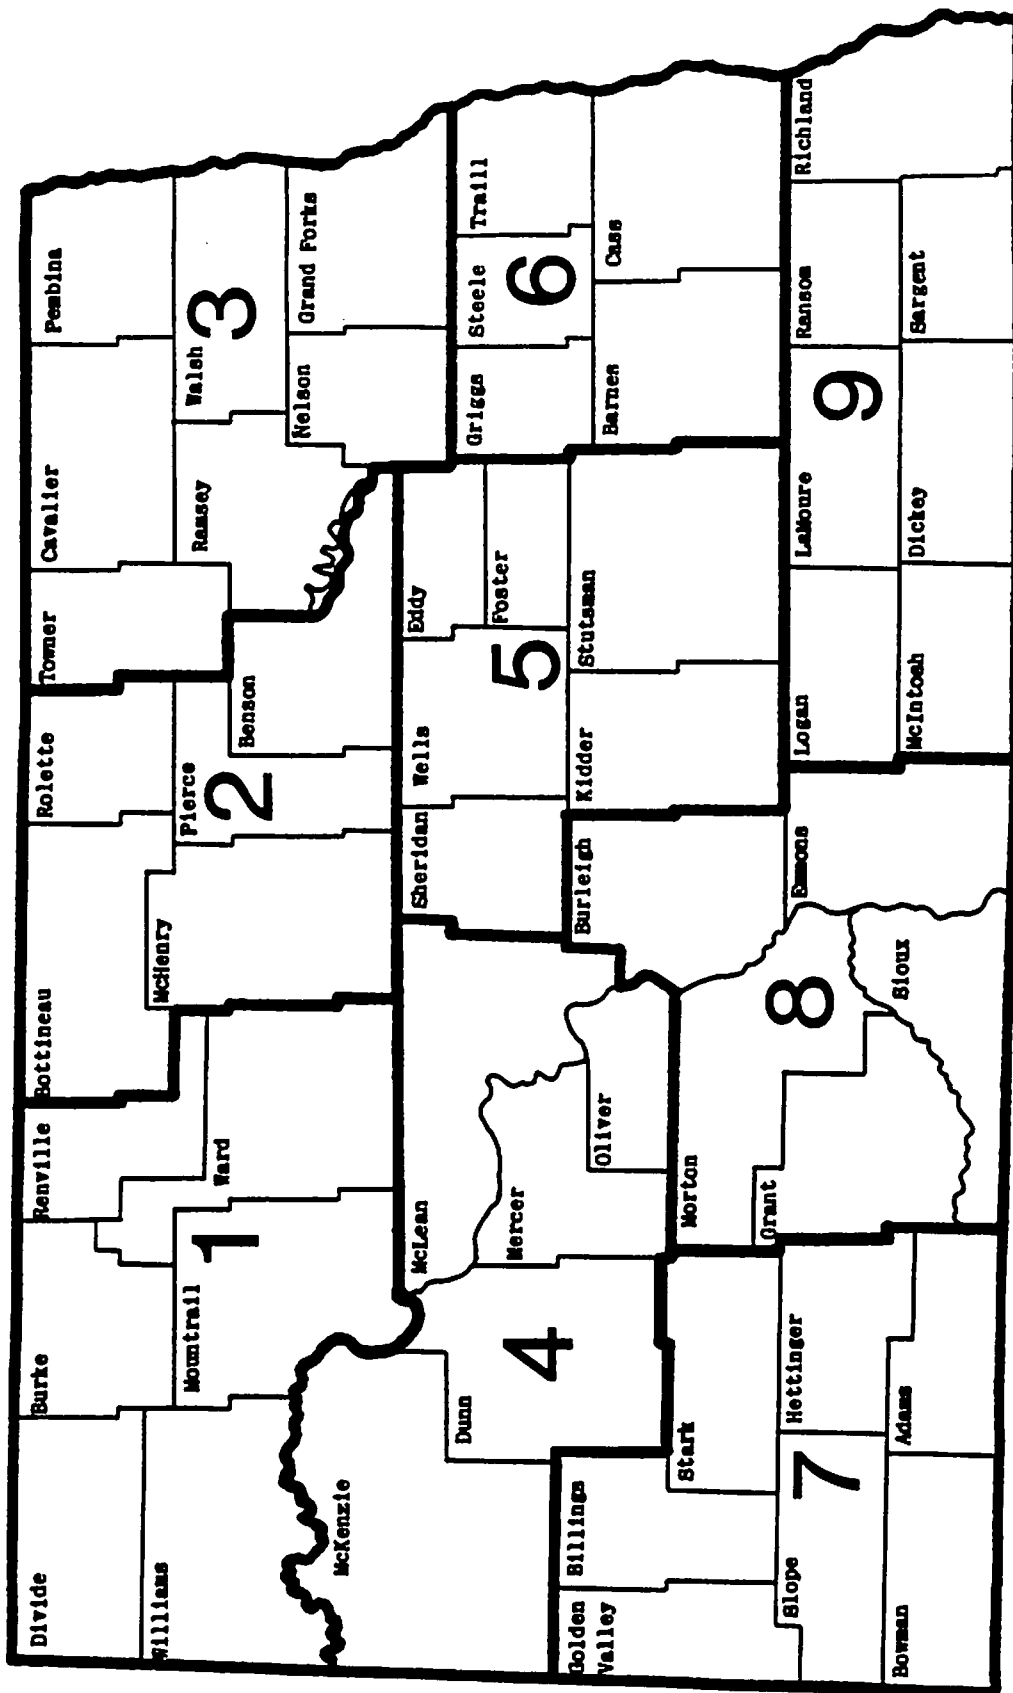 Divide
Burke
Renville
Bottineau
Rolette
Towner
Cavalier
Pembina
Williams
Mountrail
Ward
McHenry
Pierce
Benson
Ramsey
Walsh
Nelson
Grand Forks
1
2
3
McKenzie
Dunn
McLean
Mercer
Oliver
4
Sheridan
Wells
Eddy
Foster
Kidder
Stutsman
5
Griggs
Steele
Traill
Barnes
Cass
6
Golden
Valley
Billings
Stark
Slope
Hettinger
Bowman
Adams
7
Morton
Grant
Burleigh
Emmons
Sioux
8
Logan
LaMoure
Ransom
Richland
McIntosh
Dickey
Sargent
9